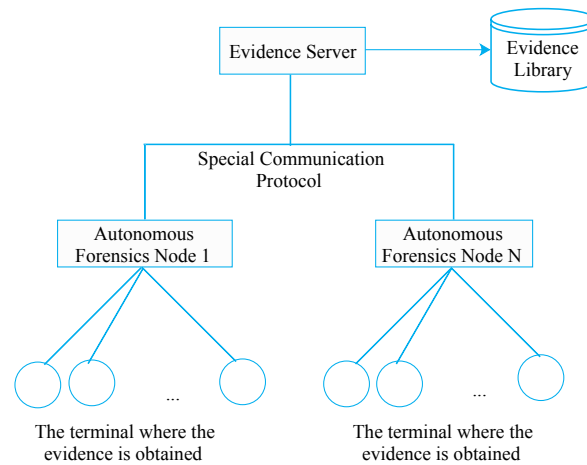 Evidence Server
Evidence
Library
Special Communication
Protocol
Autonomous
Forensics Node 1
Autonomous
Forensics Node N
...
...
The terminal where the
evidence is obtained
The terminal where the
evidence is obtained